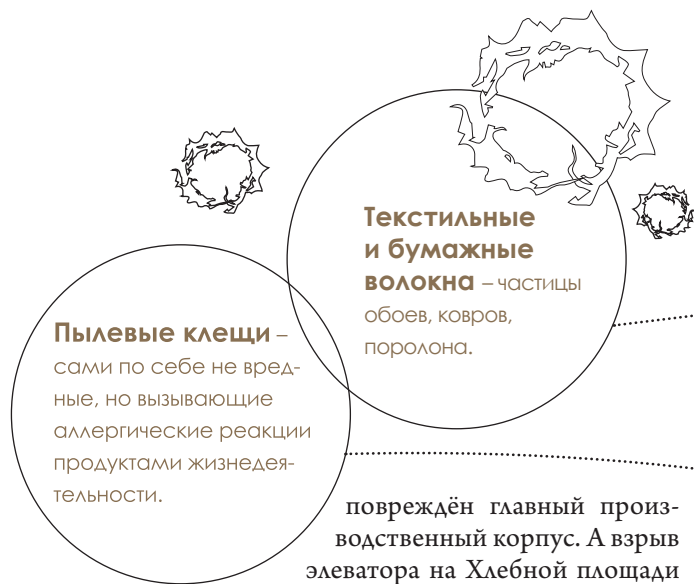 Текстильные
и бумажные
волокна – частицы
обоев, ковров,
поролона.
Пылевые клещи –
сами по себе не вред-
ные, но вызывающие
аллергические реакции
продуктами жизнедея-
тельности.
повреждён главный произ-
водственный корпус. А взрыв
элеватора на Хлебной площади